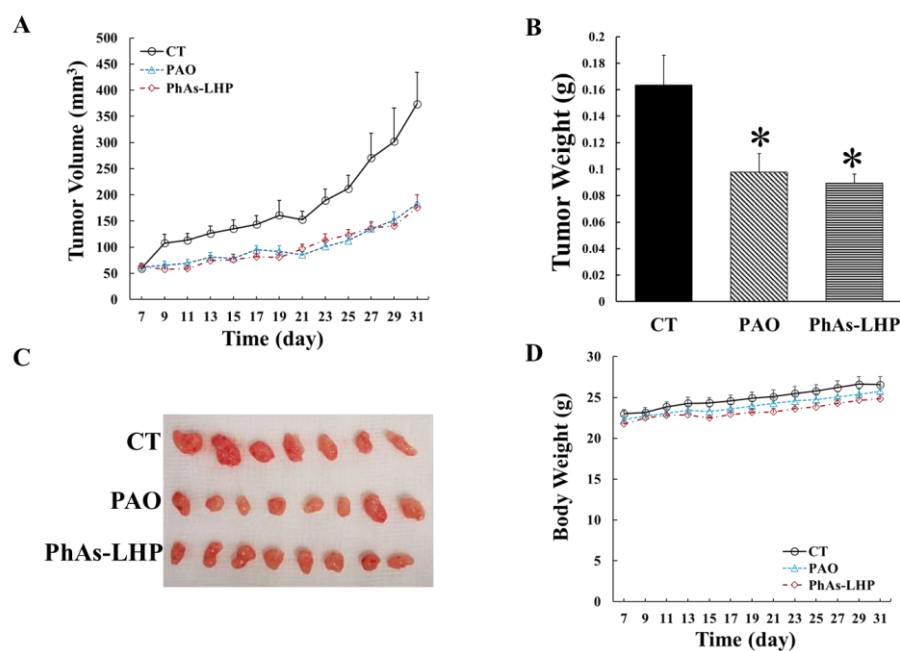 A
Tumor Volume (mm³)
500
450
400
350
300
250
200
150
100
50
0
CT
PAO
PhAs-LHP
7 9 11 13 15 17 19 21 23 25 27 29 31
Time (day)
B
Tumor Weight (g)
0.2
0.18
0.16
0.14
0.12
0.1
0.08
0.06
0.04
0.02
0
*
*
CT PAO PhAs-LHP
C
CT
PAO
PhAs-LHP
D
Body Weight (g)
30
25
20
15
10
5
0
CT
PAO
PhAs-LHP
7 9 11 13 15 17 19 21 23 25 27 29 31
Time (day)